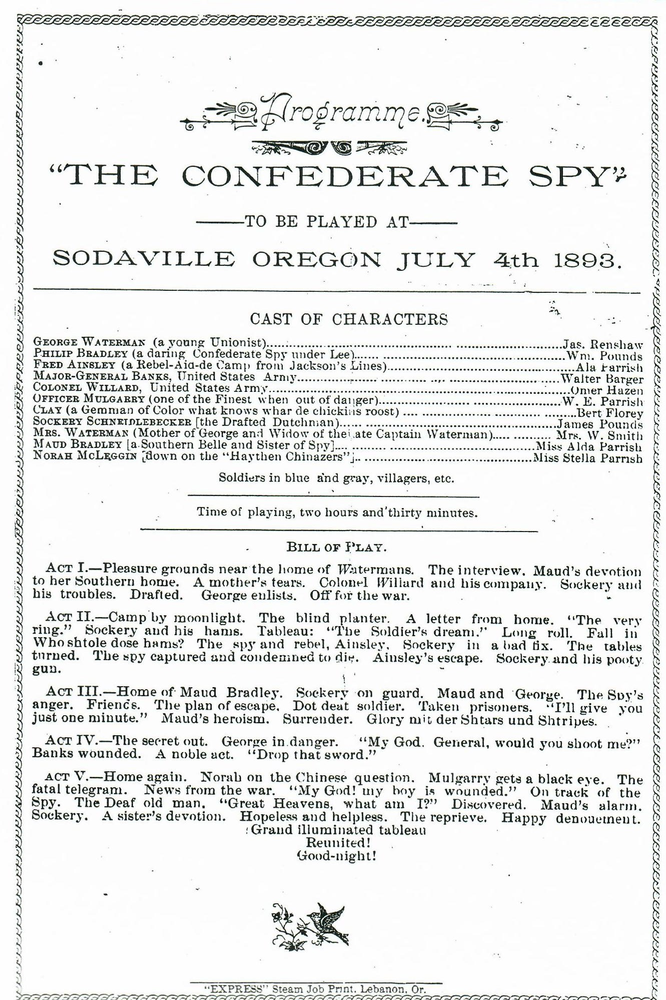 Programme.
"THE CONFEDERATE SPY"
TO BE PLAYED AT
SODAVILLE OREGON JULY 4th 1893.
CAST OF CHARACTERS
GEORGE WATERMAN (a young Unionist)..........Jas. Renshaw
PHILIP BRADLEY (a daring Confederate Spy under Lee)..........Wm. Pounds
FRED AINSLEY (a Rebel-Aid-de Camp from Jackson's Lines)..........Ala Parrish
MAJOR-GENERAL BANKS, United States Army..........Walter Barger
COLONEL WILLARD, United States Army..........Omer Hazen
OFFICER MULGARRY (one of the Finest when out of danger)..........W. E. Parrish
CLAY (a Gemman of Color what knows whar de chickins roost)..........Bert Florey
SOCKERY SCHNEIDLEBECKER [the Drafted Dutchman)..........James Pounds
MRS. WATERMAN (Mother of George and Widow of the late Captain Waterman)..........Mrs. W. Smith
MAUD BRADLEY [a Southern Belle and Sister of Spy]..........Miss Alda Parrish
NORAH MCLEGGIN [down on the "Haythen Chinazers"]..........Miss Stella Parrish
Soldiers in blue and gray, villagers, etc.
Time of playing, two hours and thirty minutes.
BILL OF PLAY.
ACT I.—Pleasure grounds near the home of Watermans. The interview. Maud's devotion
to her Southern home. A mother's tears. Colonel Willard and his company. Sockery and
his troubles. Drafted. George enlists. Off for the war.
ACT II.—Camp by moonlight. The blind planter. A letter from home. "The very
ring." Sockery and his hams. Tableau: "The Soldier's dream." Long roll. Fall in
Who shtole dose hams? The spy and rebel, Ainsley. Sockery in a bad fix. The tables
turned. The spy captured and condemned to die. Ainsley's escape. Sockery and his pooty
gun.
ACT III.—Home of Maud Bradley. Sockery on guard. Maud and George. The Spy's
anger. Friends. The plan of escape. Dot deat soldier. Taken prisoners. "I'll give you
just one minute." Maud's heroism. Surrender. Glory mit der Shtars und Shtripes.
ACT IV.—The secret out. George in danger. "My God. General, would you shoot me?"
Banks wounded. A noble act. "Drop that sword."
ACT V.—Home again. Norah on the Chinese question. Mulgarry gets a black eye. The
fatal telegram. News from the war. "My God! my boy is wounded." On track of the
Spy. The Deaf old man. "Great Heavens, what am I?" Discovered. Maud's alarm.
Sockery. A sister's devotion. Hopeless and helpless. The reprieve. Happy denouement.
Grand illuminated tableau
Reunited!
Good-night!
"EXPRESS" Steam Job Print. Lebanon, Or.